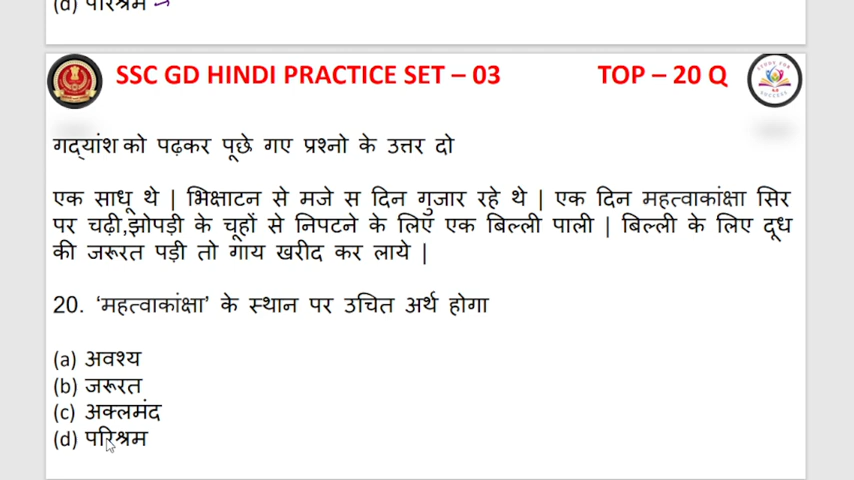 (d) परिश्रम
SSC GD HINDI PRACTICE SET – 03 TOP – 20 Q
गद्यांश को पढ़कर पूछे गए प्रश्नो के उत्तर दो
एक साधू थे | भिक्षाटन से मजे स दिन गुजार रहे थे | एक दिन महत्वाकांक्षा सिर
पर चढ़ी,झोपड़ी के चूहों से निपटने के लिए एक बिल्ली पाली | बिल्ली के लिए दूध
की जरूरत पड़ी तो गाय खरीद कर लाये |
20. ‘महत्वाकांक्षा’ के स्थान पर उचित अर्थ होगा
(a) अवश्य
(b) जरूरत
(c) अक्लमंद
(d) परिश्रम